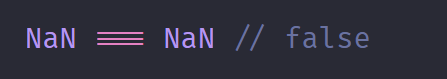 NaN === NaN // false